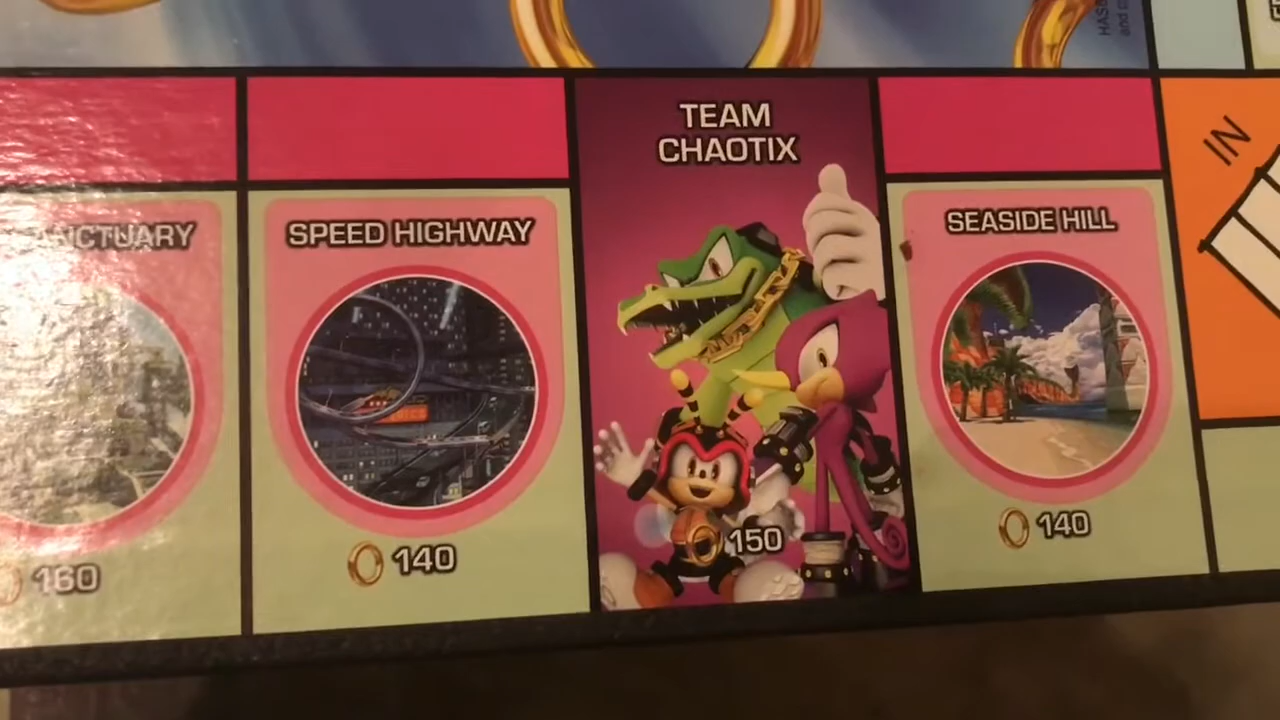 SPEED HIGHWAY
140
TEAM
CHAOTIX
150
SEASIDE HILL
140
IN
160